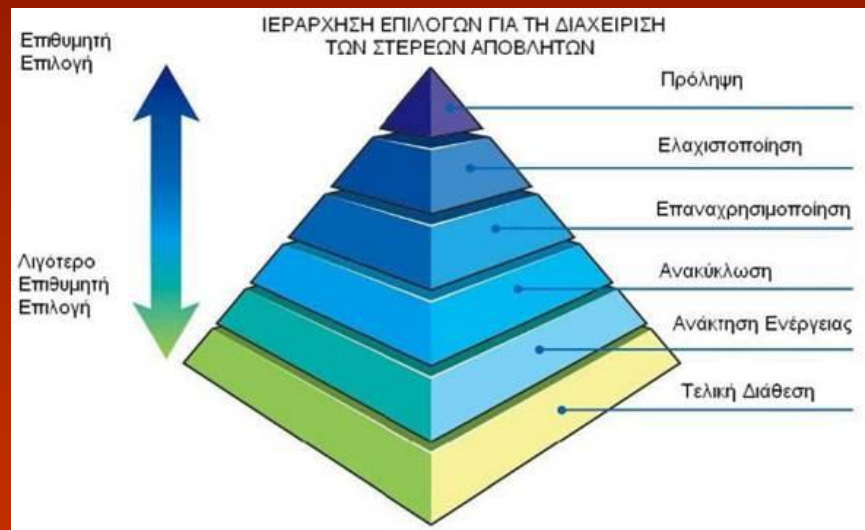 ΙΕΡΑΡΧΗΣΗ ΕΠΙΛΟΓΩΝ ΓΙΑ ΤΗ ΔΙΑΧΕΙΡΙΣΗ
ΤΩΝ ΣΤΕΡΕΩΝ ΑΠΟΒΛΗΤΩΝ
Επιθυμητή
Επιλογή
Πρόληψη
Ελαχιστοποίηση
Επαναχρησιμοποίηση
Λιγότερο
Επιθυμητή
Επιλογή
Ανακύκλωση
Ανάκτηση Ενέργειας
Τελική Διάθεση